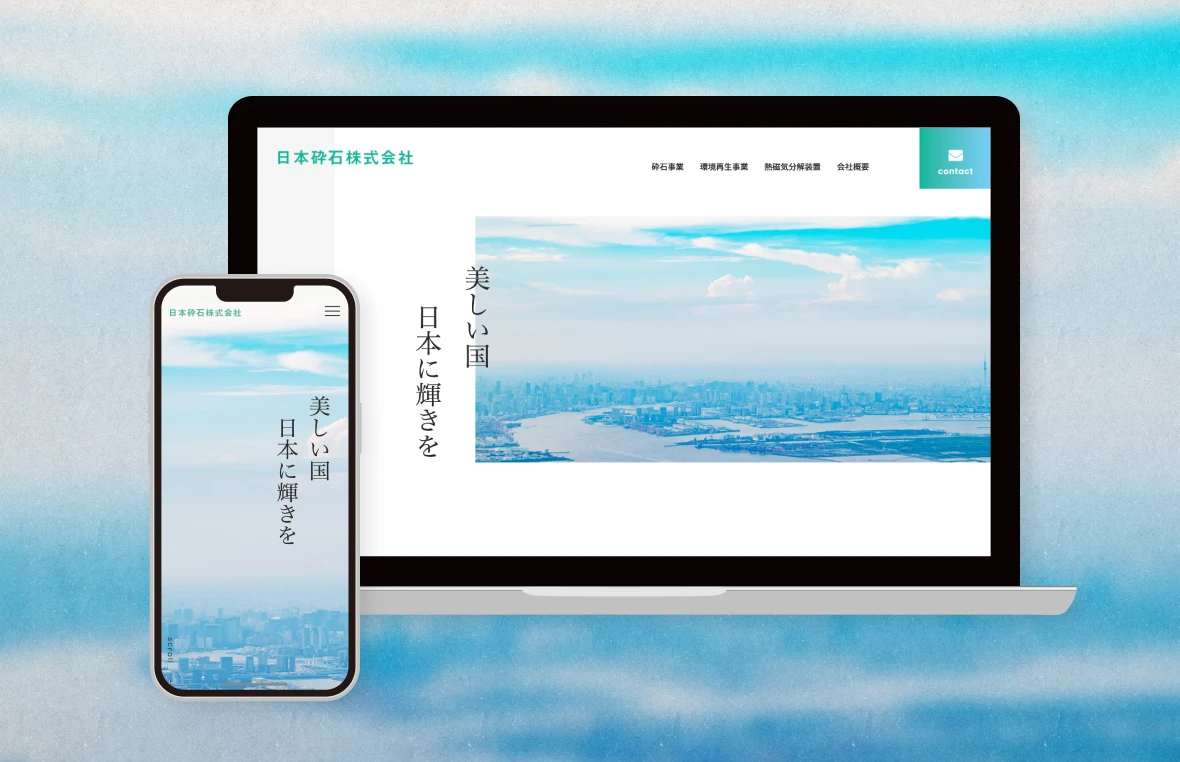 日本砕石株式会社
砕石事業 環境再生事業 熱磁気分解装置 会社概要
contact
美しい国
日本に輝きを
日本砕石株式会社
美しい国
日本に輝きを
scroll